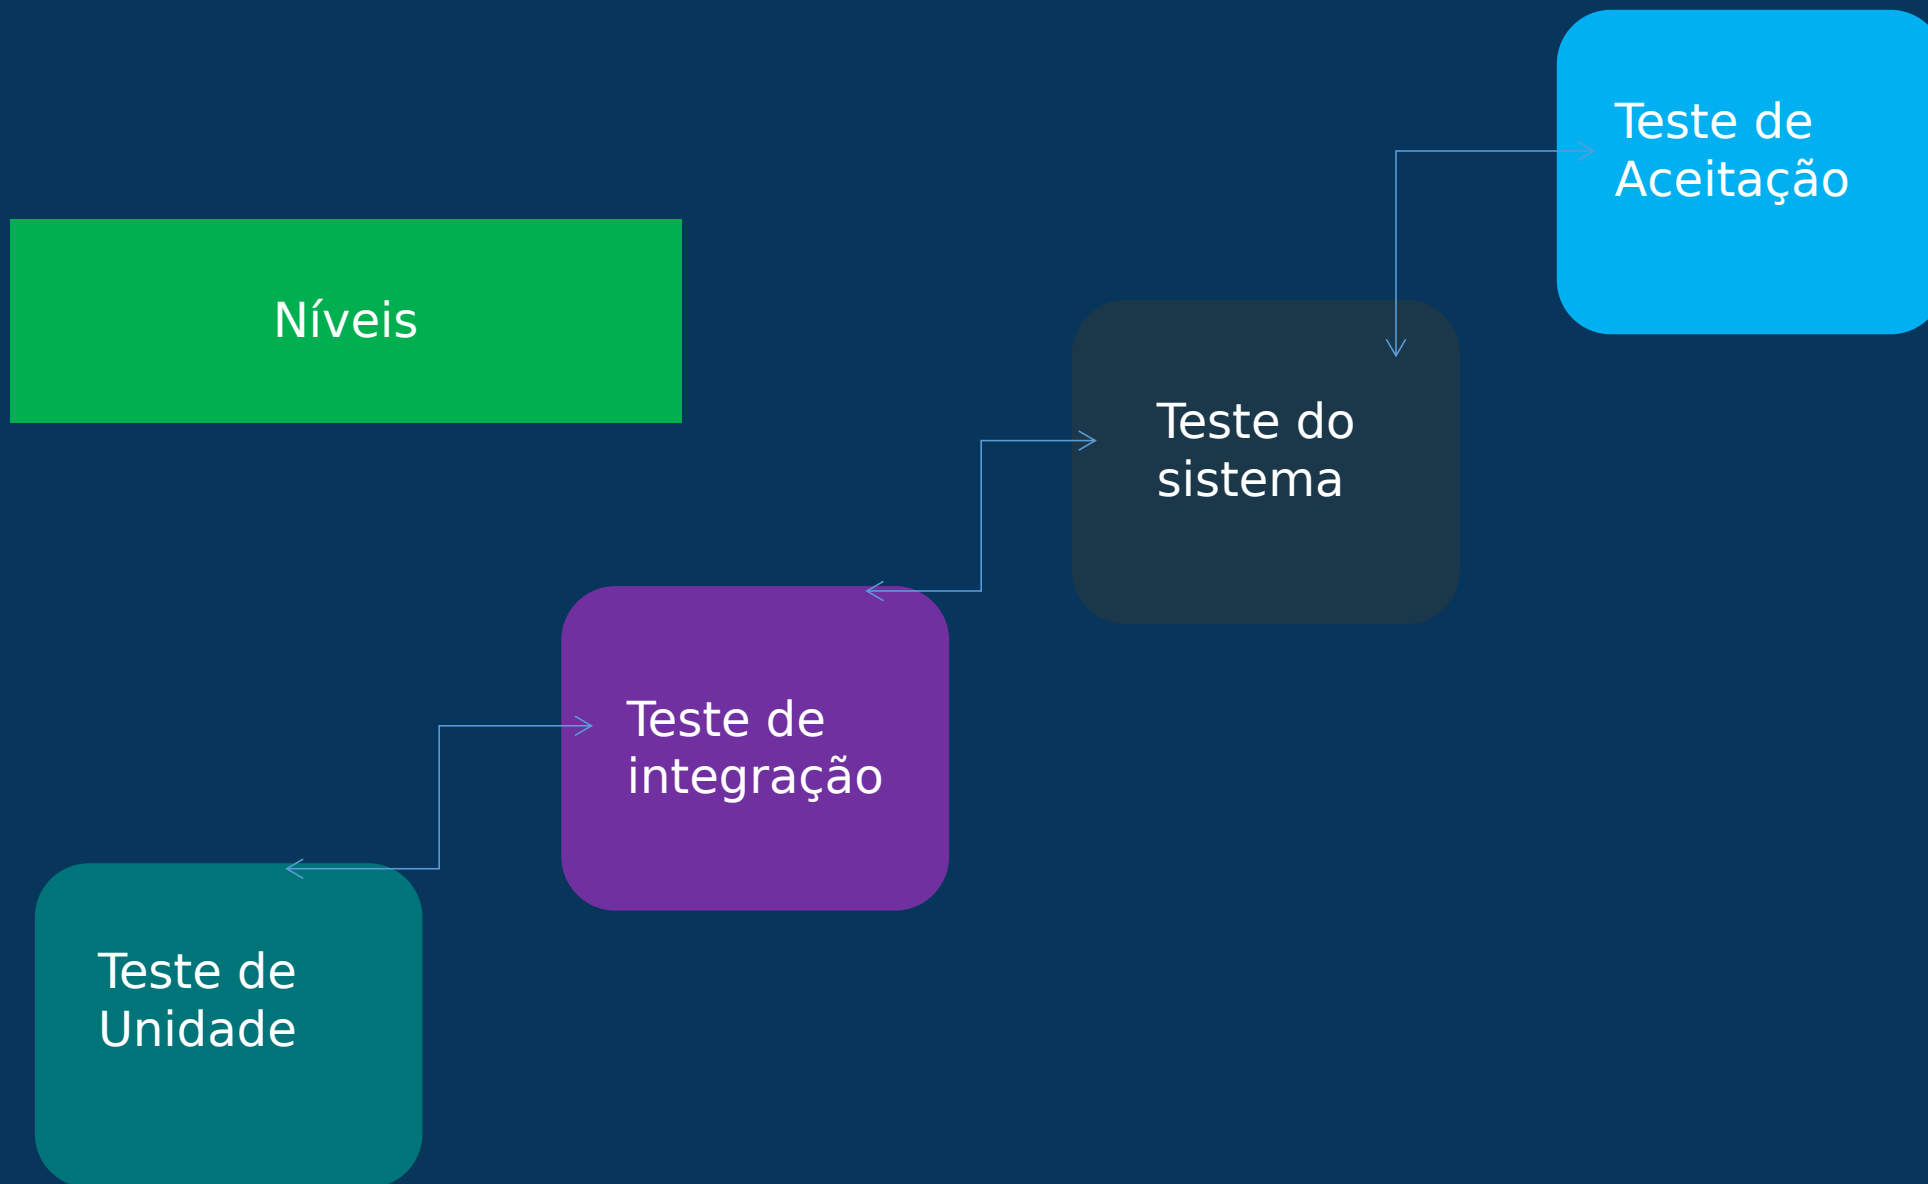 Níveis
Teste de
Aceitação
Teste do
sistema
Teste de
integração
Teste de
Unidade